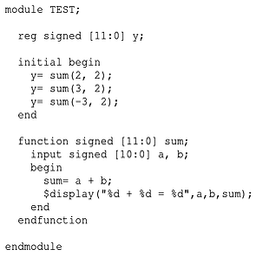 module TEST;
reg signed [11:0] y;
initial begin
y= sum(2, 2);
y= sum(3, 2);
y= sum(-3, 2);
end
function signed [11:0] sum;
input signed [10:0] a, b;
begin
sum= a + b;
$display("%d + %d = %d",a,b,sum);
end
endfunction
endmodule